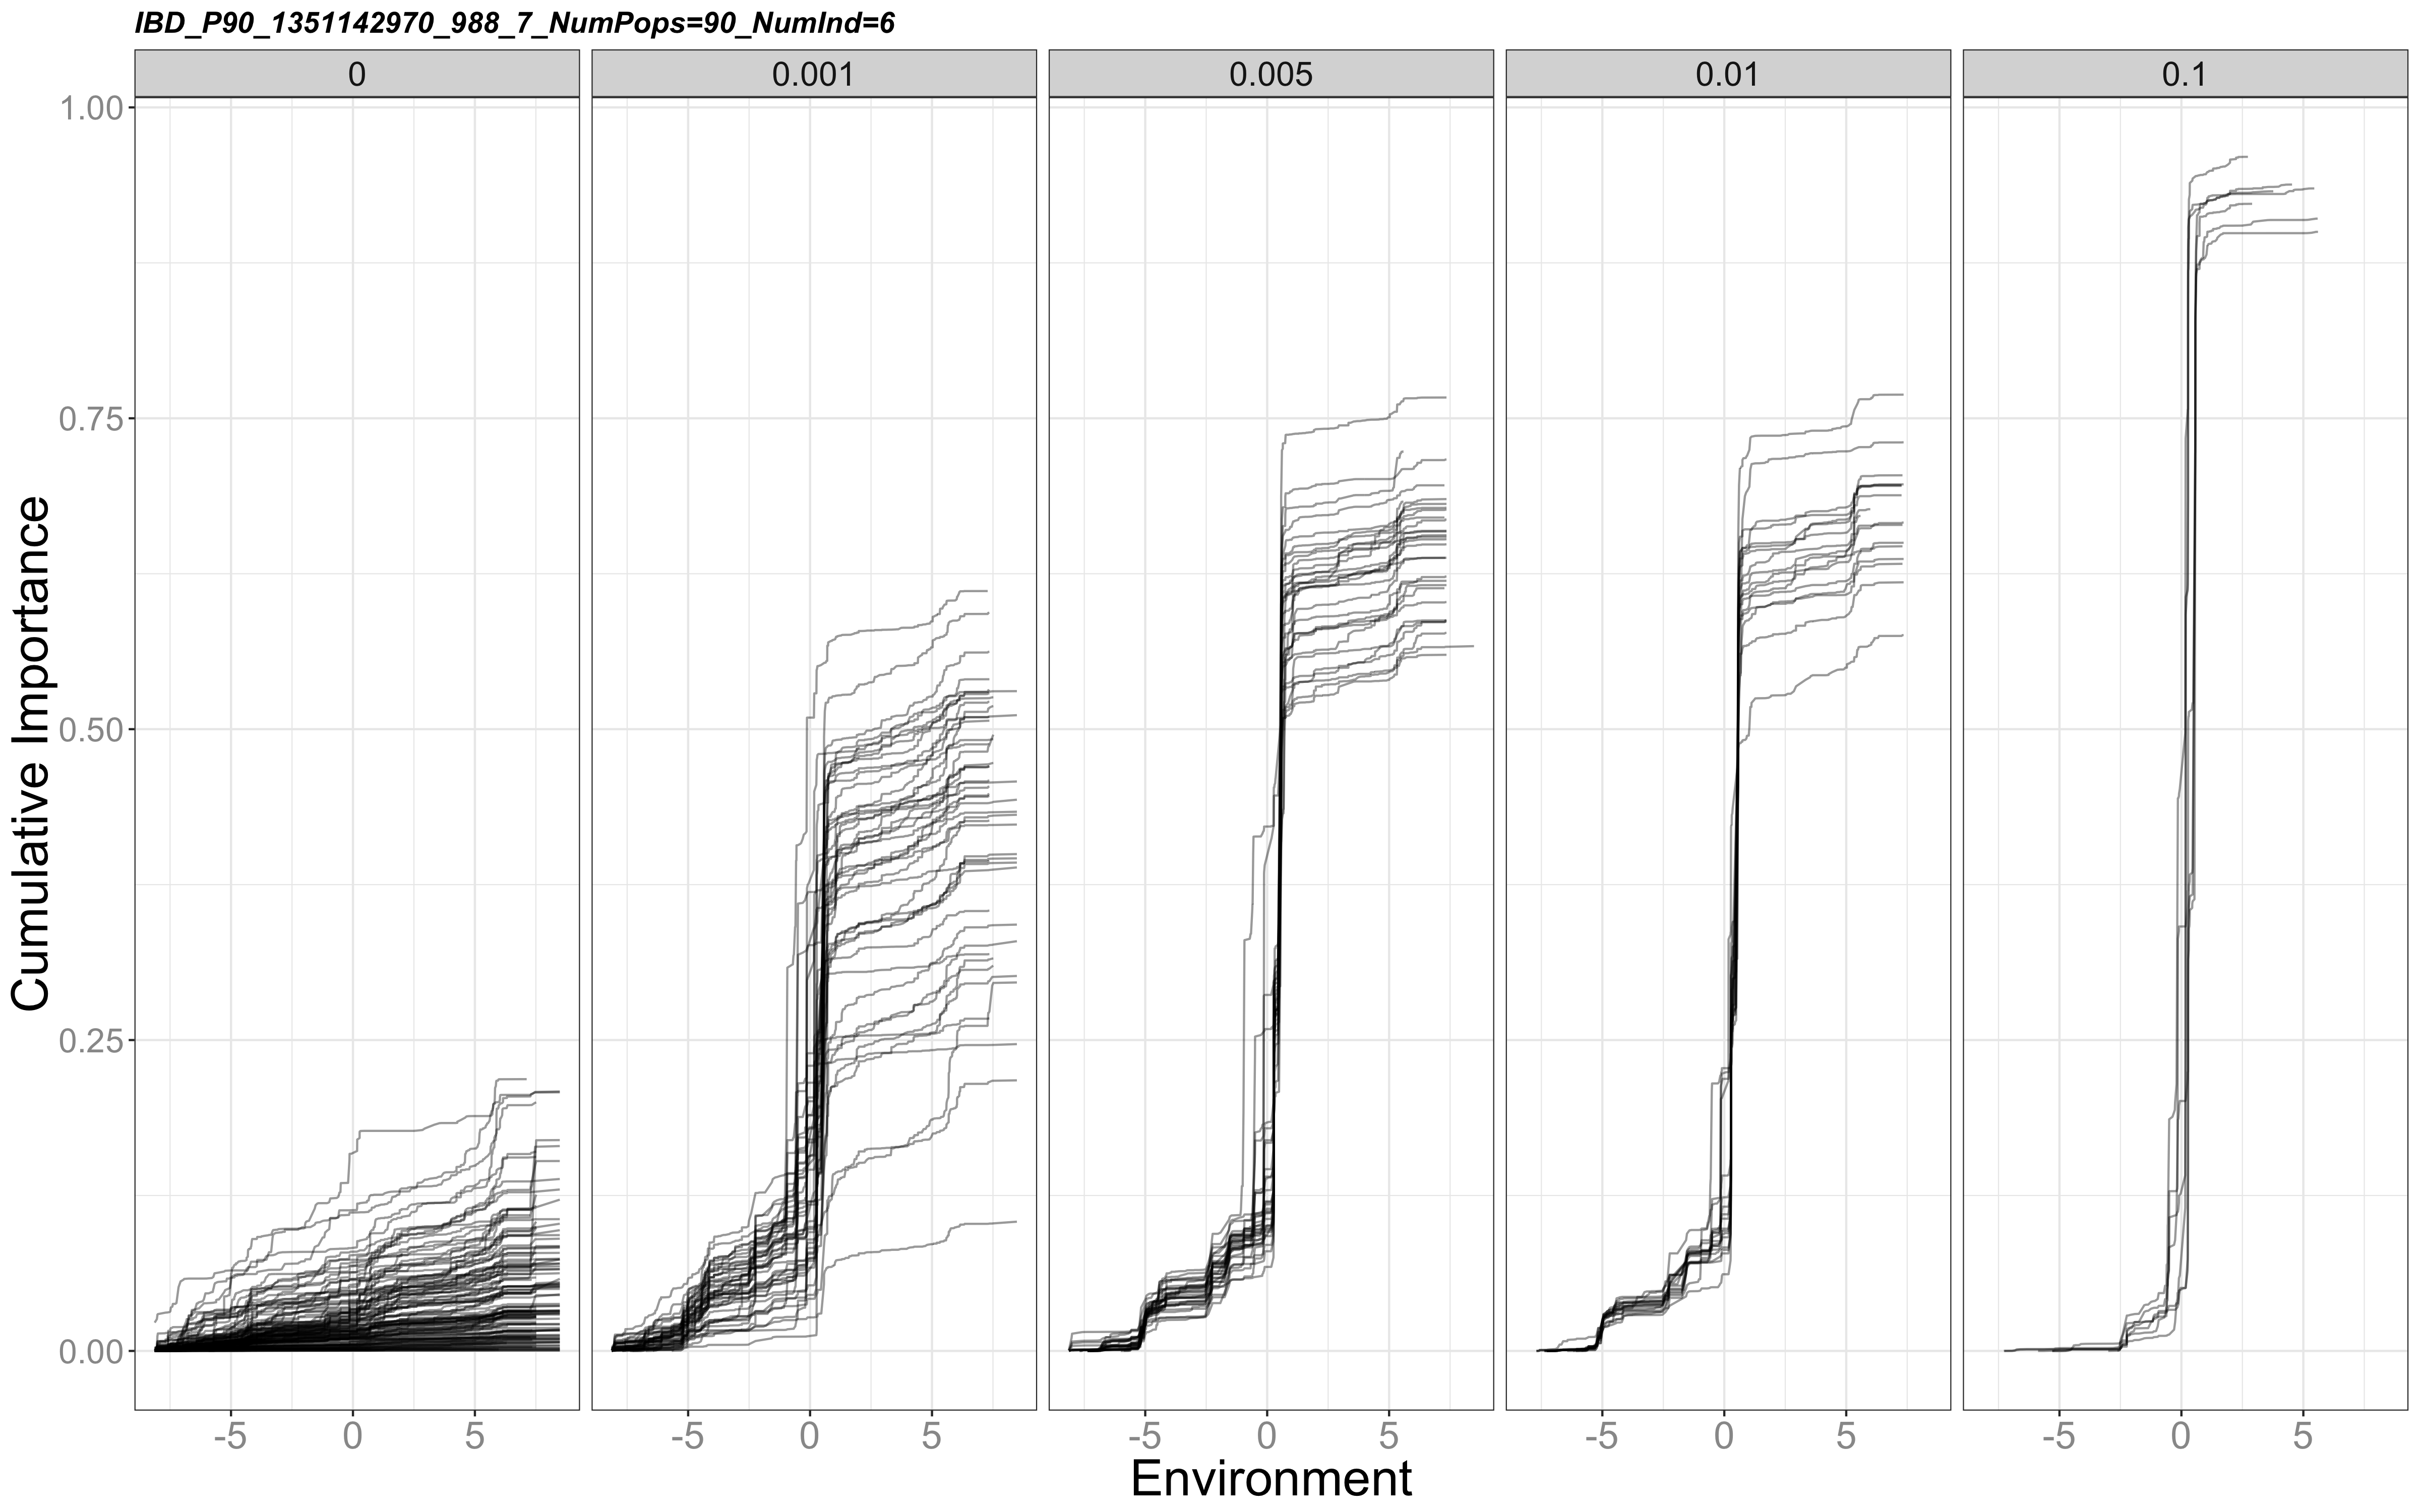 IBD_P90_1351142970_988_7_NumPops=90_NumInd=6
0 0.001 0.005 0.01 0.1
1.00
0.75
0.50
0.25
0.00
Cumulative Importance
-5 0 5 -5 0 5 -5 0 5 -5 0 5 -5 0 5
Environment